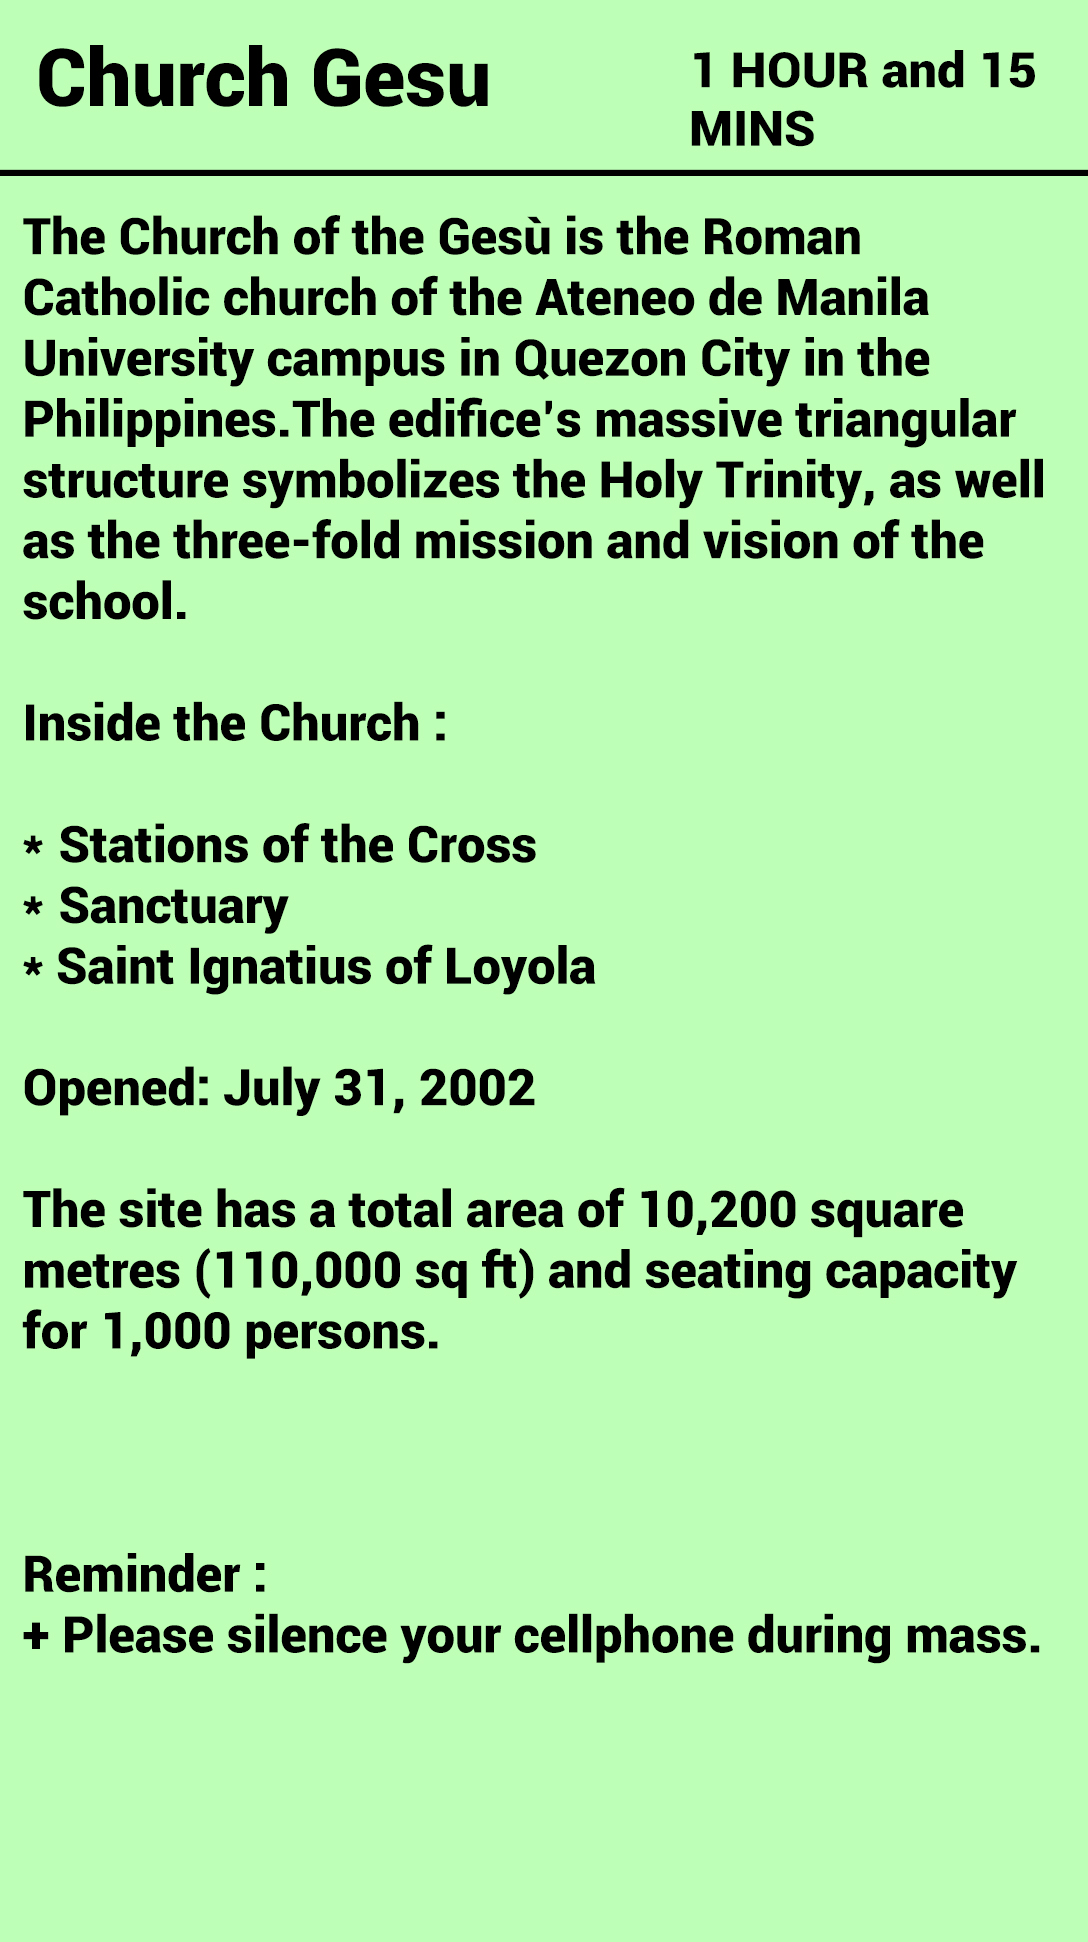 Church Gesu
1 HOUR and 15
MINS
The Church of the Gesù is the Roman
Catholic church of the Ateneo de Manila
University campus in Quezon City in the
Philippines.The edifice's massive triangular
structure symbolizes the Holy Trinity, as well
as the three-fold mission and vision of the
school.
Inside the Church :
* Stations of the Cross
* Sanctuary
* Saint Ignatius of Loyola
Opened: July 31, 2002
The site has a total area of 10,200 square
metres (110,000 sq ft) and seating capacity
for 1,000 persons.
Reminder :
+ Please silence your cellphone during mass.